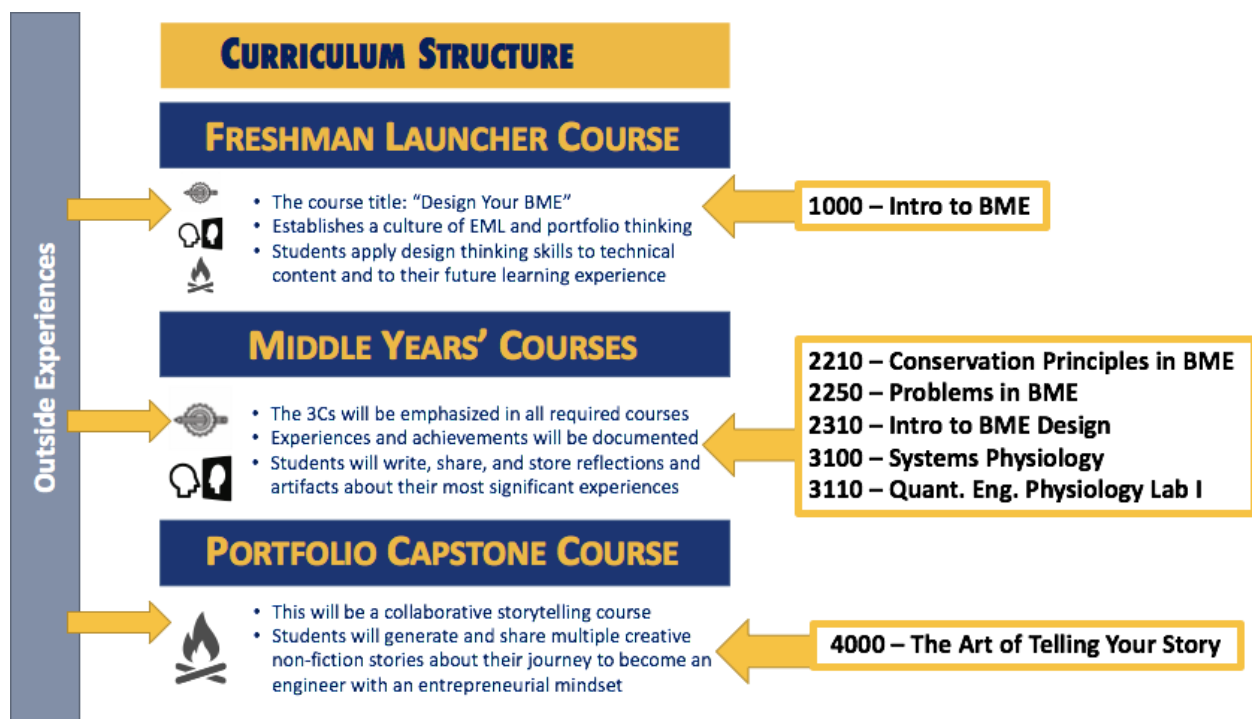 CURRICULUM STRUCTURE
FRESHMAN LAUNCHER COURSE
• The course title: “Design Your BME”
• Establishes a culture of EML and portfolio thinking
• Students apply design thinking skills to technical
content and to their future learning experience
1000 – Intro to BME
Outside Experiences
MIDDLE YEARS’ COURSES
• The 3Cs will be emphasized in all required courses
• Experiences and achievements will be documented
• Students will write, share, and store reflections and
artifacts about their most significant experiences
2210 – Conservation Principles in BME
2250 – Problems in BME
2310 – Intro to BME Design
3100 – Systems Physiology
3110 – Quant. Eng. Physiology Lab I
PORTFOLIO CAPSTONE COURSE
• This will be a collaborative storytelling course
• Students will generate and share multiple creative
non-fiction stories about their journey to become an
engineer with an entrepreneurial mindset
4000 – The Art of Telling Your Story